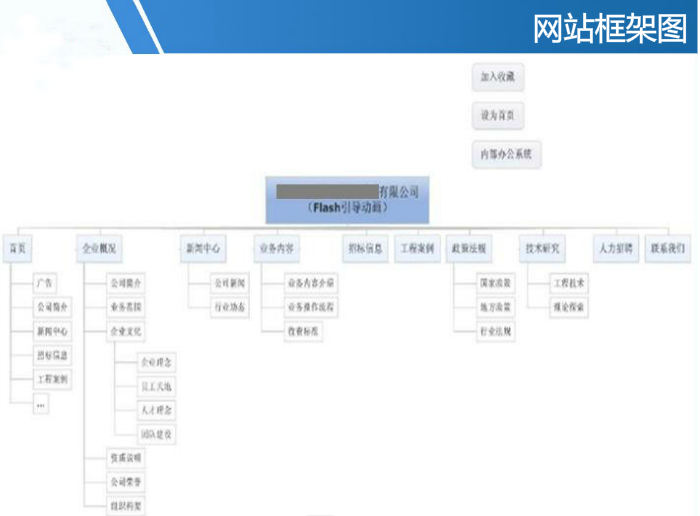 网站框架图
加入收藏
设为首页
内部办公系统
有限公司
（Flash引导动画）
首页
企业概况
新闻中心
业务内容
招标信息
工程案例
政策法规
技术研究
人力招聘
联系我们
广告
公司简介
新闻中心
招标信息
工程案例
...
公司简介
业务范围
企业文化
企业理念
员工天地
人才理念
团队建设
资质说明
公司荣誉
组织构架
公司新闻
行业动态
业务内容介绍
业务操作流程
收费标准
国家政策
地方政策
行业法规
工程技术
理论探索